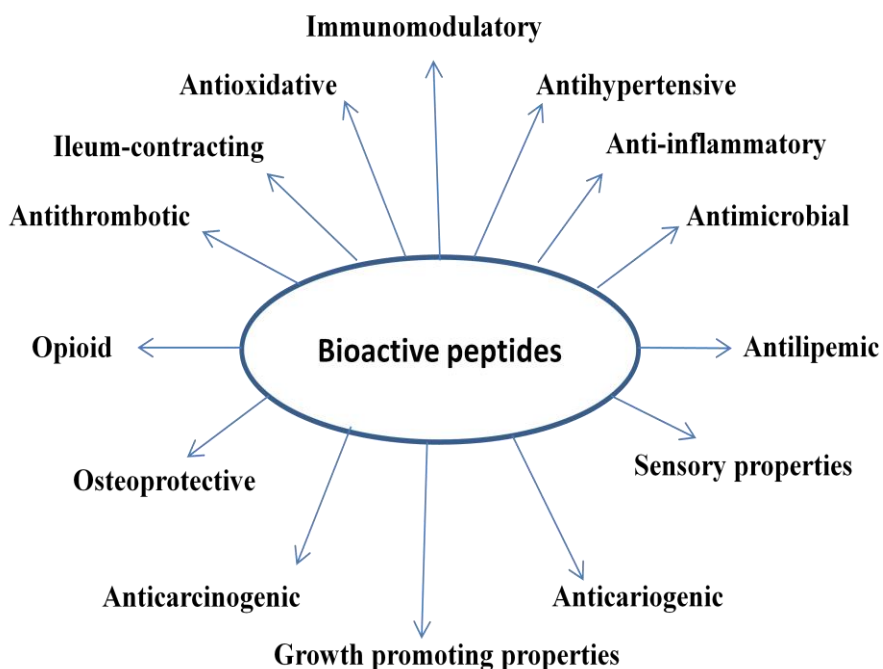 Immunomodulatory
Antioxidative
Antihypertensive
Ileum-contracting
Anti-inflammatory
Antithrombotic
Antimicrobial
Opioid
Bioactive peptides
Antilipemic
Osteoprotective
Sensory properties
Anticarcinogenic
Anticariogenic
Growth promoting properties